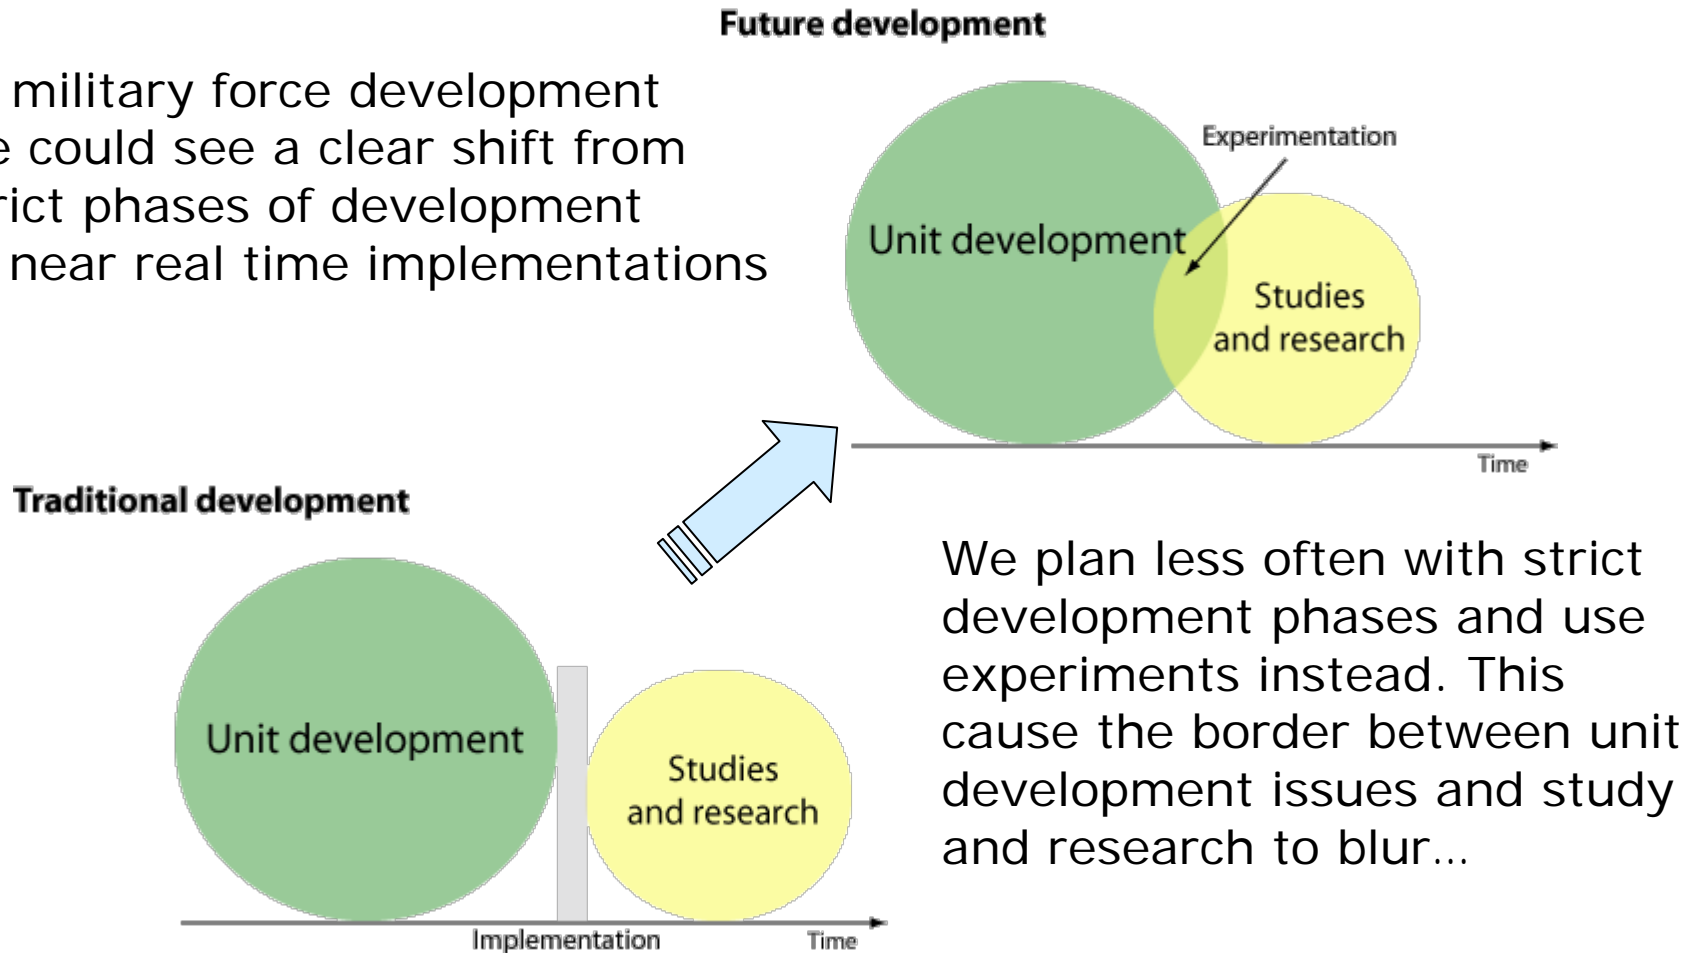 Future development
military force development
e could see a clear shift from
rict phases of development
near real time implementations
Experimentation
Unit development
Studies
and research
Time
Traditional development
Unit development
Studies
and research
Implementation
Time
We plan less often with strict
development phases and use
experiments instead. This
cause the border between unit
development issues and study
and research to blur...